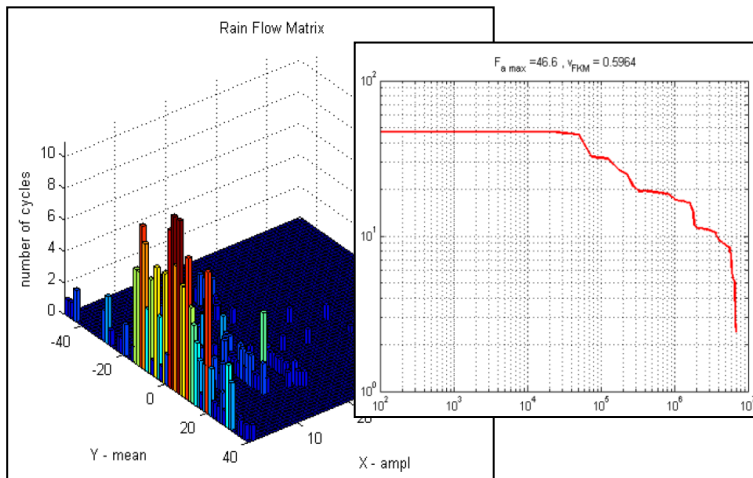 Rain Flow Matrix
number of cycles
10
8
6
4
2
0
-40
-20
0
20
40
Y - mean
10
20
X - ampl
F a max =46.6 , v FKM = 0.5964
10^2
10^1
10^0
10^2 10^3 10^4 10^5 10^6 10^7